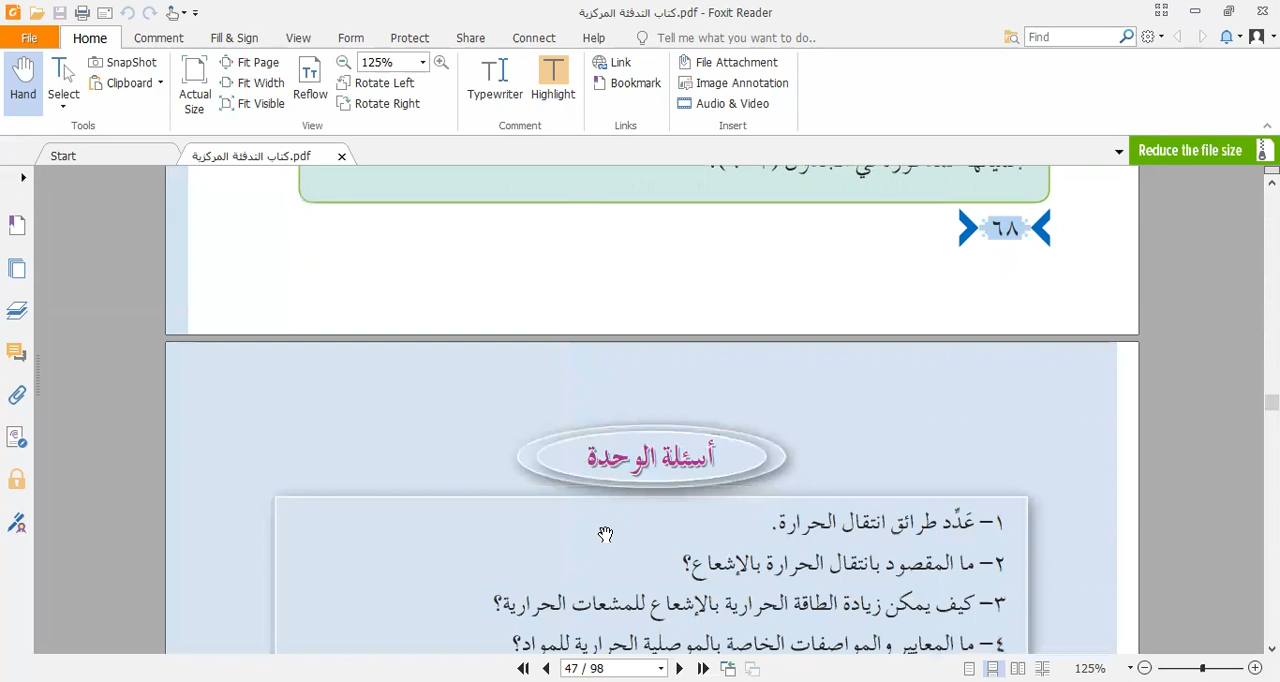 كتاب التدفئة المركزية.pdf - Foxit Reader
File Home Comment Fill & Sign View Form Protect Share Connect Help Tell me what you want to do.. Find
Hand
Select
SnapShot
Clipboard
Tools
Actual Size
Fit Page
Fit Width
Fit Visible
Reflow
125%
Rotate Left
Rotate Right
View
Typewriter
Highlight
Comment
Link
Bookmark
Links
File Attachment
Image Annotation
Audio & Video
Insert
Start
كتاب التدفئة المركزية.pdf
Reduce the file size
٦٨
أسئلة الوحدة
١– عَدِّد طرائق انتقال الحرارة.
٢– ما المقصود بانتقال الحرارة بالإشعاع؟
٣– كيف يمكن زيادة الطاقة الحرارية بالإشعاع للمشعات الحرارية؟
٤– ما المعايير والمواصفات الخاصة بالموصلية الحرارية للمواد؟
47 / 98
125%